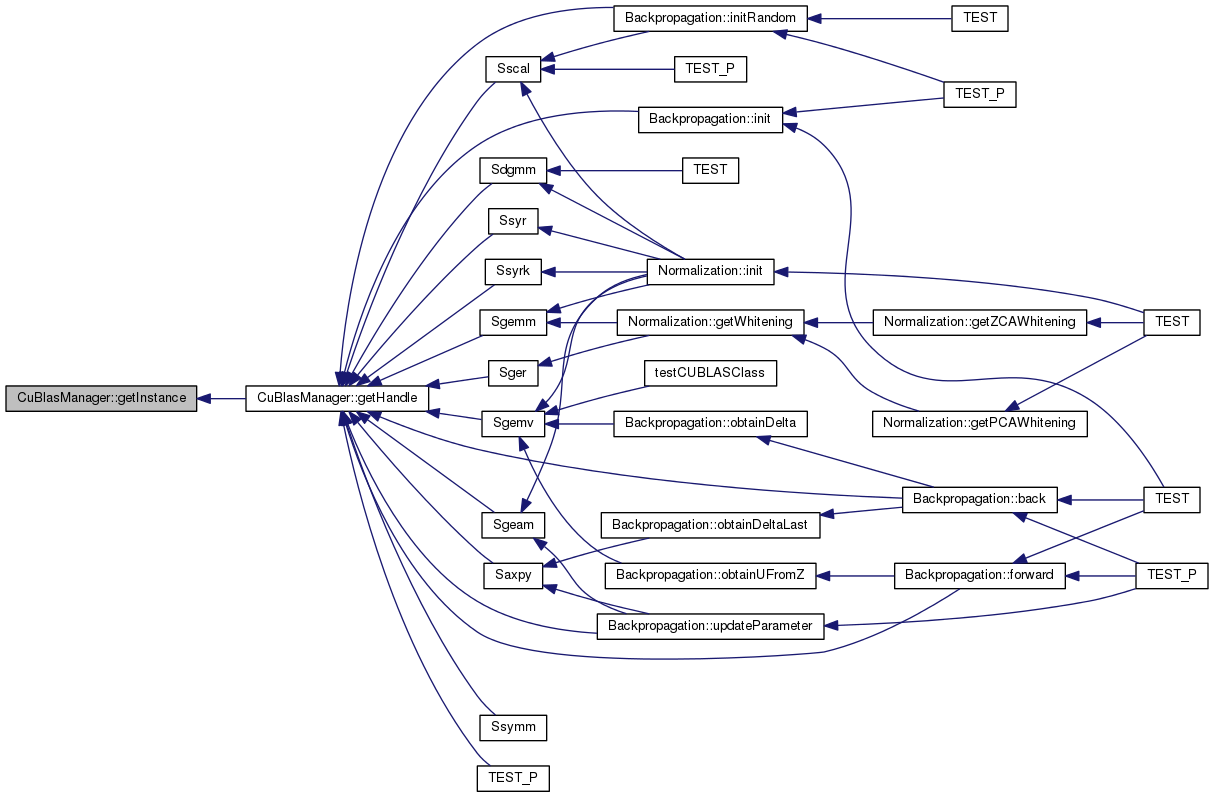 Backpropagation::initRandom
TEST
Sscal
TEST_P
TEST_P
Backpropagation::init
Sdgmm
TEST
Ssyr
Ssyrk
Normalization::init
Sgemm
Normalization::getWhitening
Normalization::getZCAWhitening
TEST
Sger
testCUBLASClass
CuBlasManager::getInstance
CuBlasManager::getHandle
Sgemv
Backpropagation::obtainDelta
Normalization::getPCAWhitening
Backpropagation::back
TEST
Sgeam
Backpropagation::obtainDeltaLast
Saxpy
Backpropagation::obtainUFromZ
Backpropagation::forward
TEST_P
Backpropagation::updateParameter
Ssymm
TEST_P